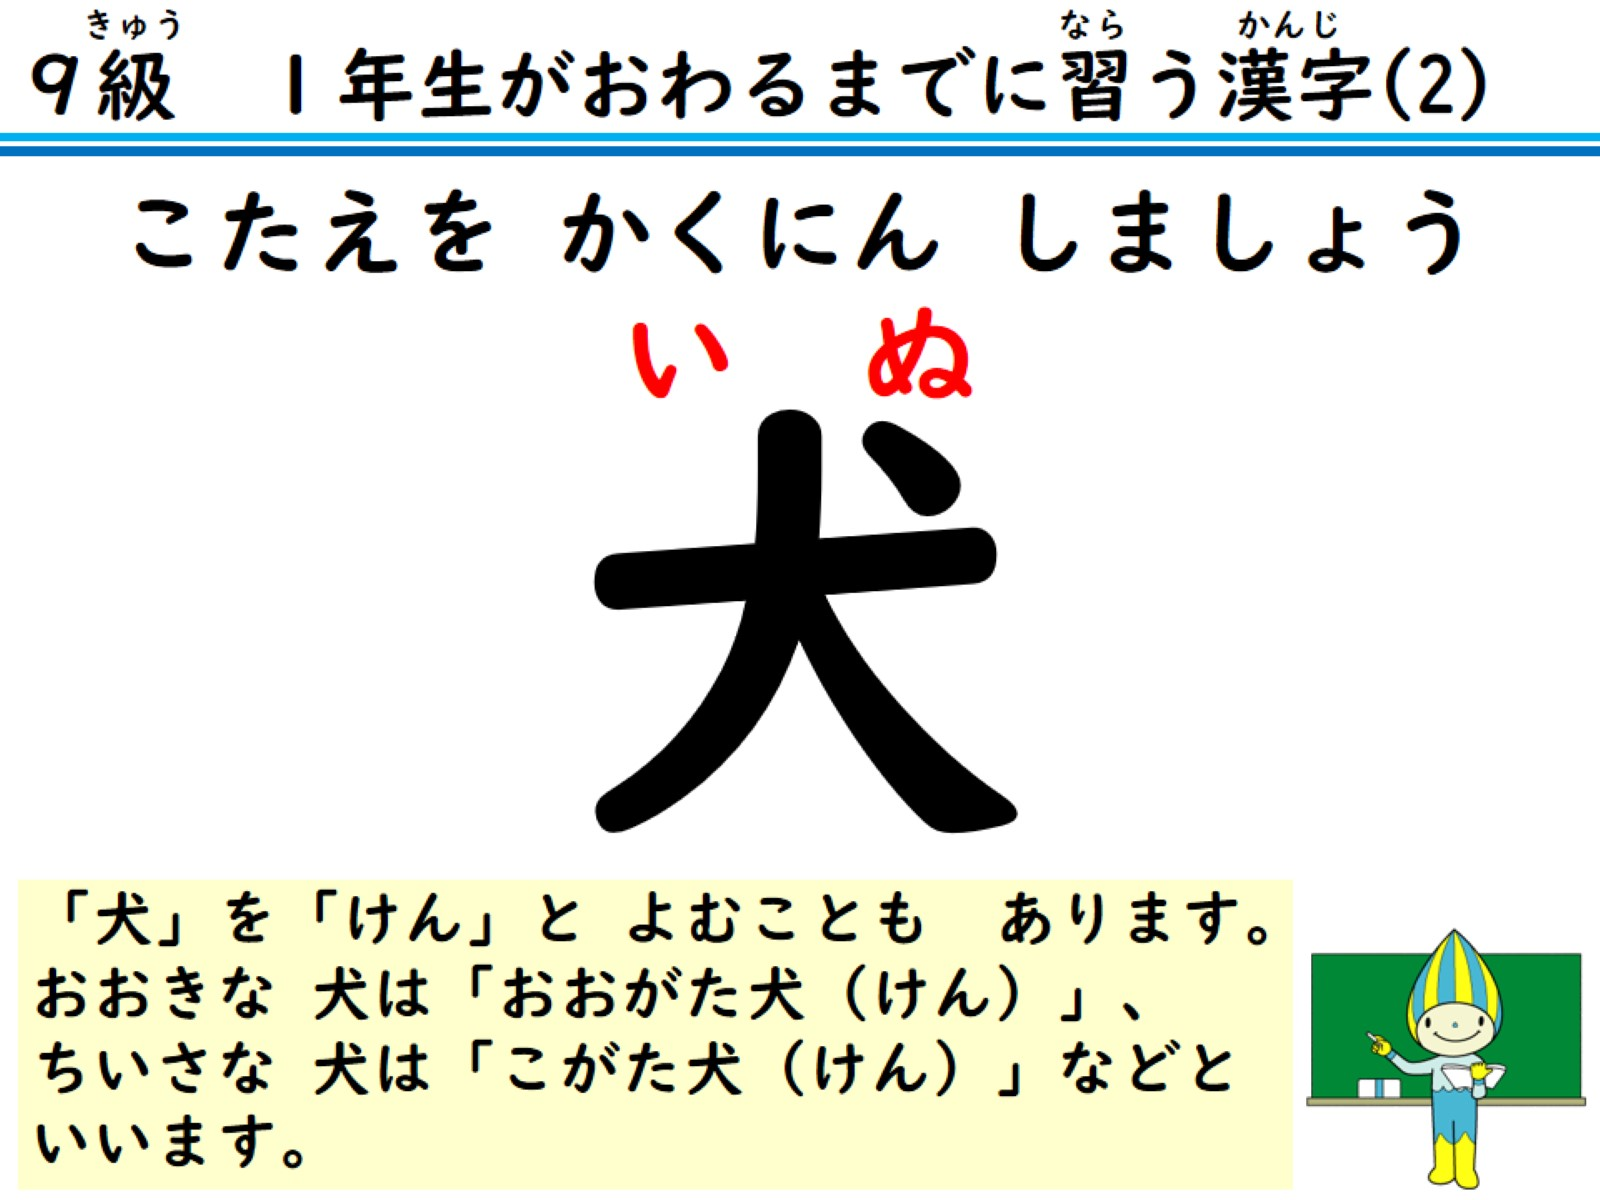 きゅう なら かんじ
９級　１年生がおわるまでに習う漢字(2)
こたえを かくにん しましょう
い ぬ
犬
「犬」を「けん」と よむことも　あります。
おおきな 犬は「おおがた犬（けん）」、
ちいさな 犬は「こがた犬（けん）」などと
いいます。